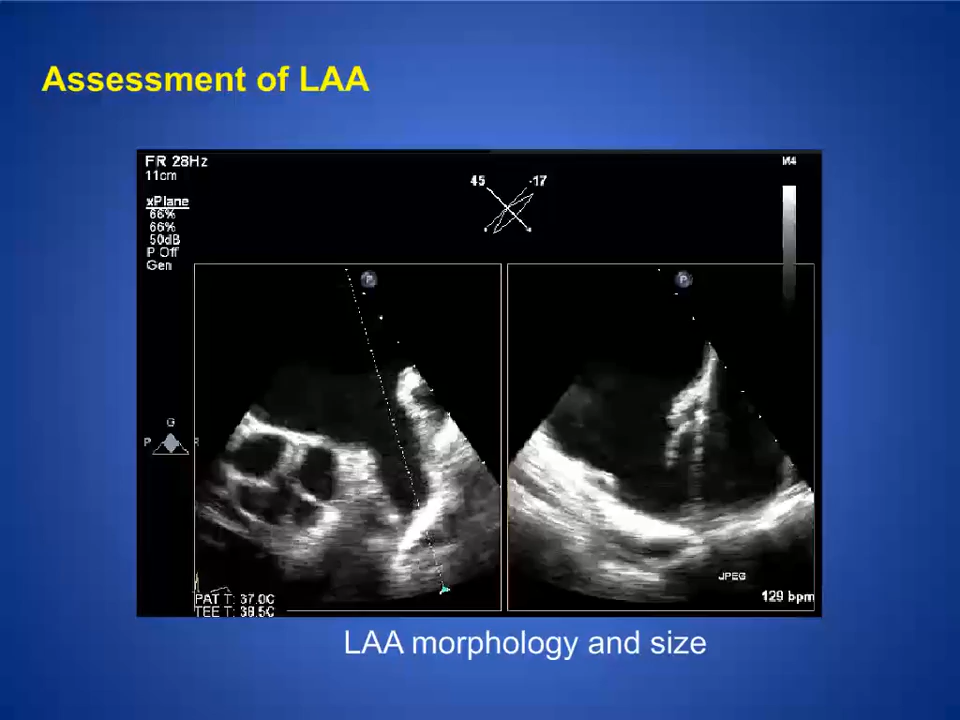 Assessment of LAA
FR 28Hz
11cm
M4
xPlane
66%
66%
50dB
P Off
Gen
45 -17
P
P
G
P R
PAT T: 37.0C
TEE T: 38.5C
JPEG
129 bpm
LAA morphology and size